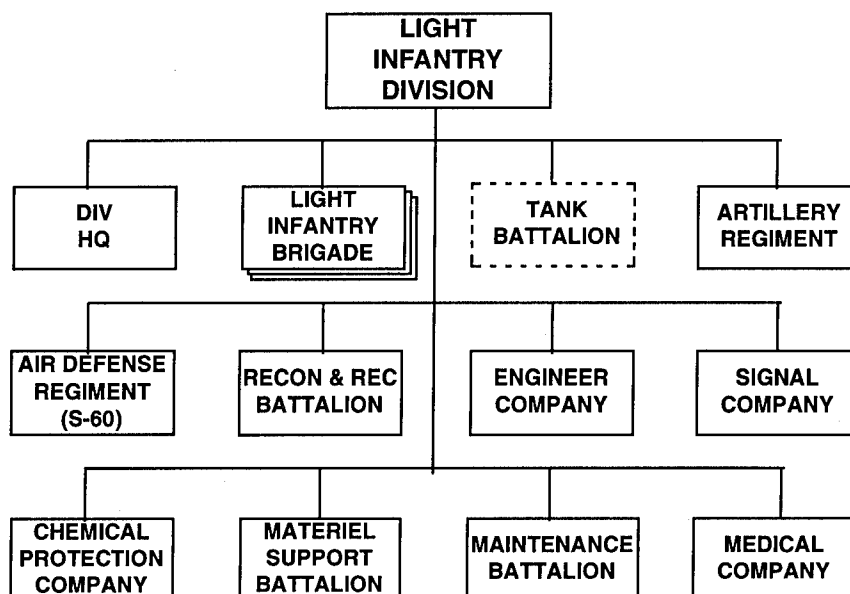 LIGHT
INFANTRY
DIVISION
DIV
HQ
LIGHT
INFANTRY
BRIGADE
TANK
BATTALION
ARTILLERY
REGIMENT
AIR DEFENSE
REGIMENT
(S-60)
RECON & REC
BATTALION
ENGINEER
COMPANY
SIGNAL
COMPANY
CHEMICAL
PROTECTION
COMPANY
MATERIEL
SUPPORT
BATTALION
MAINTENANCE
BATTALION
MEDICAL
COMPANY